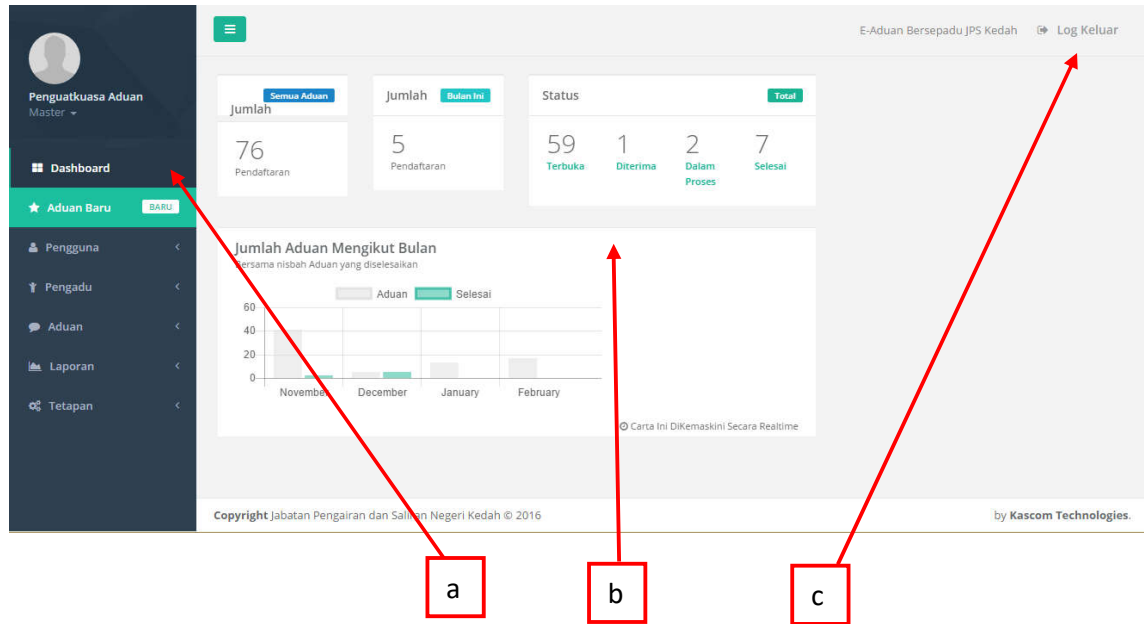 E-Aduan Bersepadu JPS Kedah Log Keluar
Penguatkuasa Aduan
Master
Dashboard
Aduan Baru BARU
Pengguna
Pengadu
Aduan
Laporan
Tetapan
Semua Aduan
Jumlah
76
Pendaftaran
Jumlah Bulan Ini
5
Pendaftaran
Status Total
59 1 2 7
Terbuka Diterima Dalam Selesai
Proses
Jumlah Aduan Mengikut Bulan
Bersama nisbah Aduan yang diselesaikan
Aduan Selesai
60
40
20
0
November December January February
Carta Ini DiKemaskini Secara Realtime
Copyright Jabatan Pengairan dan Saliran Negeri Kedah © 2016 by Kascom Technologies.
a b c